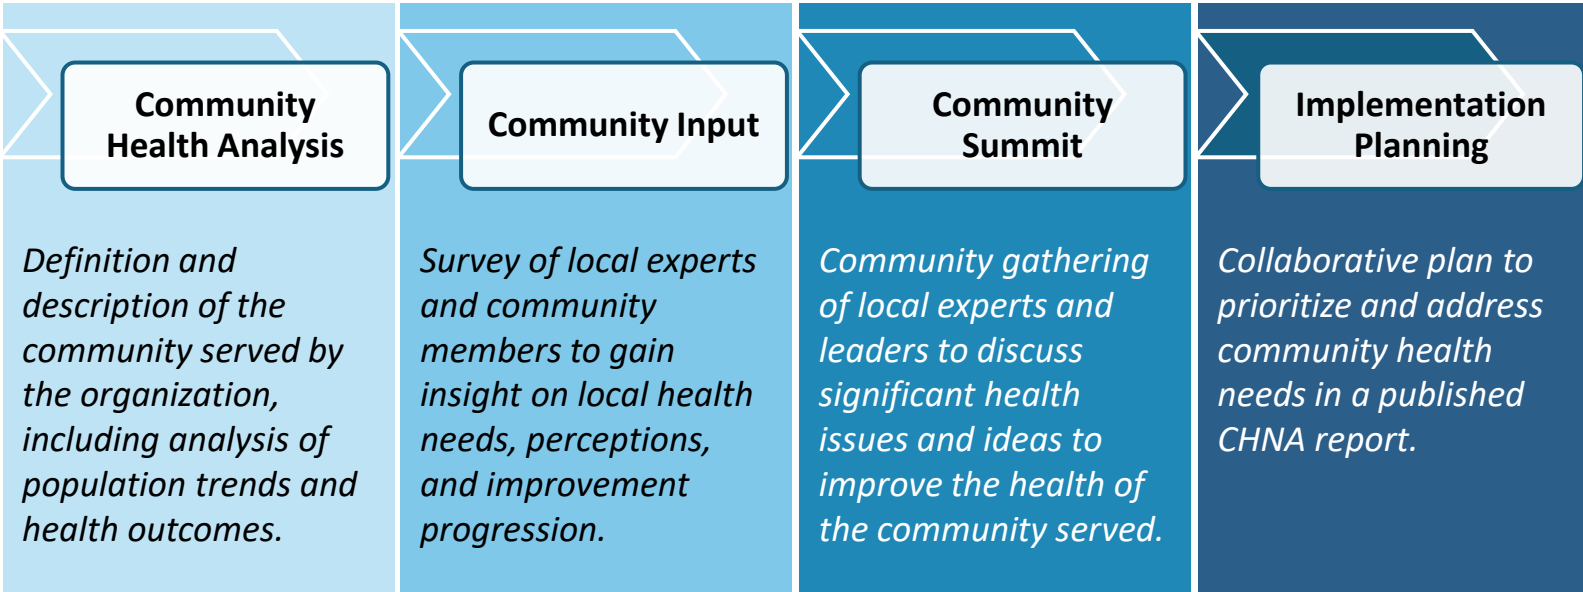 Community
Health Analysis
Definition and
description of the
community served by
the organization,
including analysis of
population trends and
health outcomes.
Community Input
Survey of local experts
and community
members to gain
insight on local health
needs, perceptions,
and improvement
progression.
Community
Summit
Community gathering
of local experts and
leaders to discuss
significant health
issues and ideas to
improve the health of
the community served.
Implementation
Planning
Collaborative plan to
prioritize and address
community health
needs in a published
CHNA report.